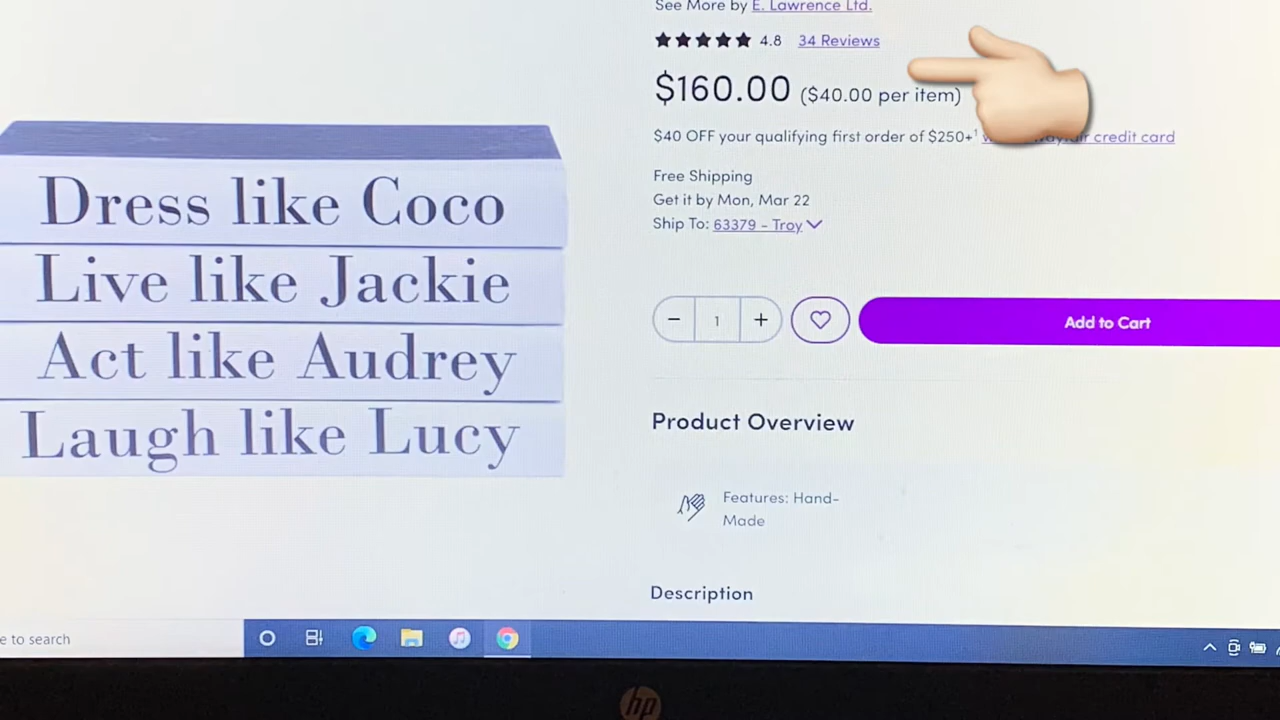 See More by E. Lawrence Ltd.
4.8 34 Reviews
$160.00 ($40.00 per item)
$40 OFF your qualifying first order of $250+¹ credit card
Free Shipping
Get it by Mon, Mar 22
Ship To: 63379 - Troy
− 1 +
Add to Cart
Dress like Coco
Live like Jackie
Act like Audrey
Laugh like Lucy
Product Overview
Features: Hand-
Made
Description
e to search
hp